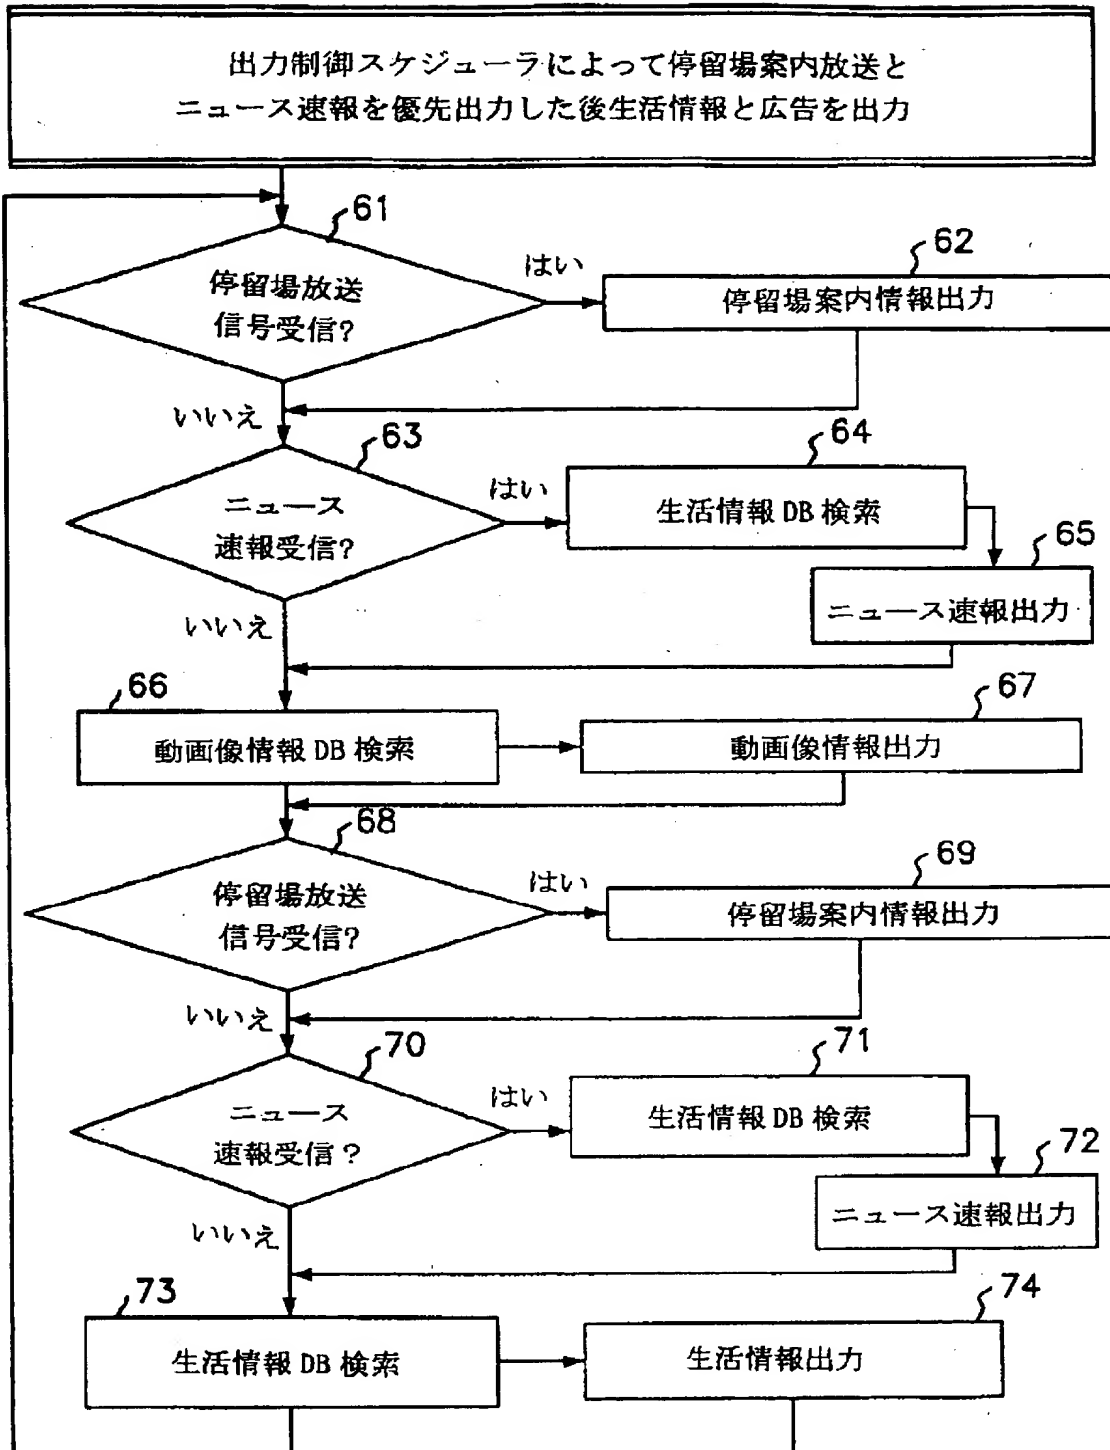 出力制御スケジューラによって停留場案内放送と
ニュース速報を優先出力した後生活情報と広告を出力
61
停留場放送
信号受信?
はい
62
停留場案内情報出力
いいえ
63
ニュース
速報受信?
はい
64
生活情報DB検索
65
ニュース速報出力
いいえ
66
動画像情報DB検索
67
動画像情報出力
68
停留場放送
信号受信?
はい
69
停留場案内情報出力
いいえ
70
ニュース
速報受信?
はい
71
生活情報DB検索
72
ニュース速報出力
いいえ
73
生活情報DB検索
74
生活情報出力